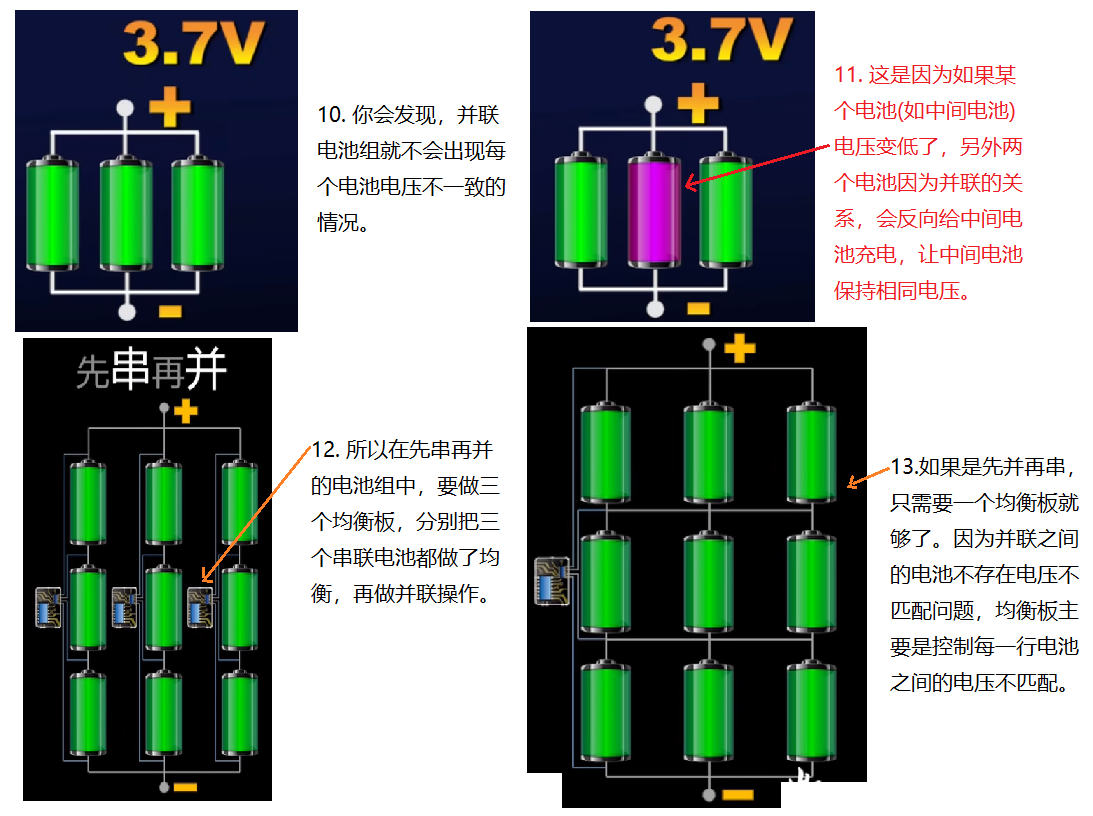 3.7V
10. 你会发现，并联
电池组就不会出现每
个电池电压不一致的
情况。
3.7V
11. 这是因为如果某
个电池(如中间电池)
电压变低了，另外两
个电池因为并联的关
系，会反向给中间电
池充电，让中间电池
保持相同电压。
先串再并
12. 所以在先串再并
的电池组中，要做三
个均衡板，分别把三
个串联电池都做了均
衡，再做并联操作。
13.如果是先并再串，
只需要一个均衡板就
够了。因为并联之间
的电池不存在电压不
匹配问题，均衡板主
要是控制每一行电池
之间的电压不匹配。